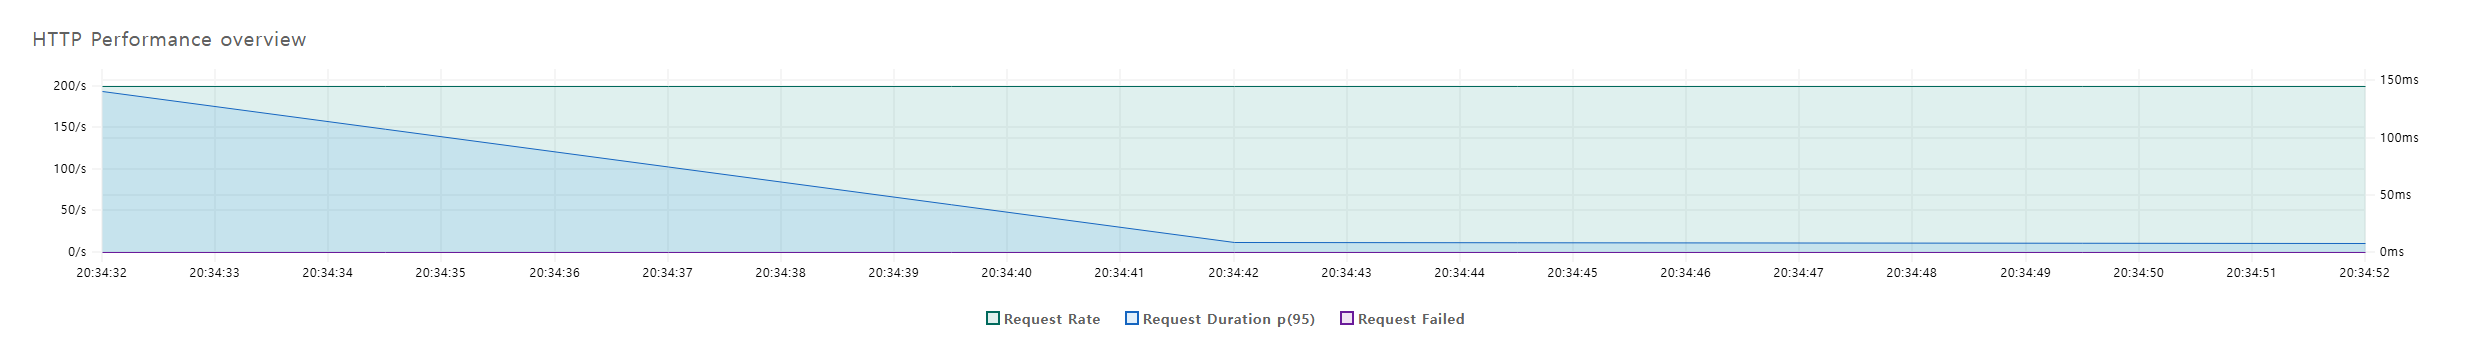 HTTP Performance overview
200/s
150/s
100/s
50/s
0/s
150ms
100ms
50ms
0ms
20:34:32 20:34:33 20:34:34 20:34:35 20:34:36 20:34:37 20:34:38 20:34:39 20:34:40 20:34:41 20:34:42 20:34:43 20:34:44 20:34:45 20:34:46 20:34:47 20:34:48 20:34:49 20:34:50 20:34:51 20:34:52
Request Rate Request Duration p(95) Request Failed